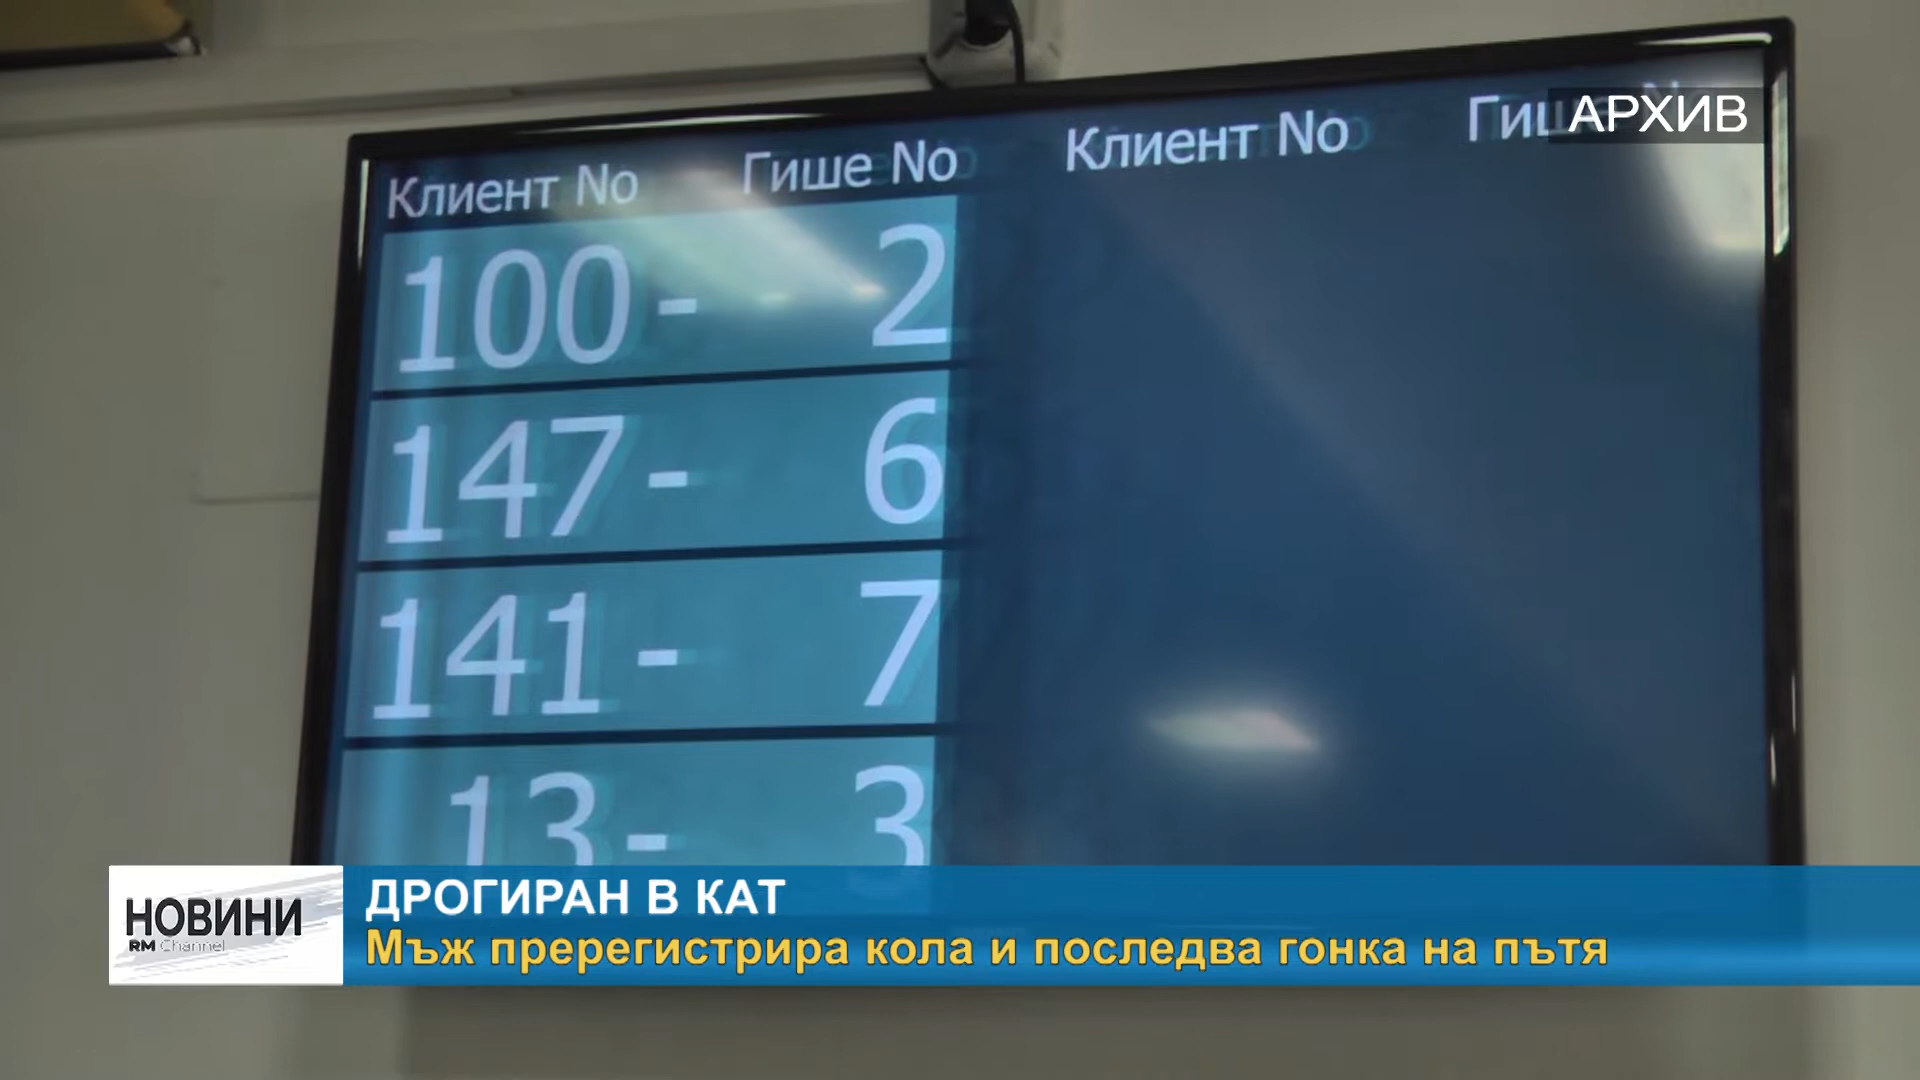 АРХИВ
Клиент No Гише No Клиент No
100 - 2
147 - 6
141 - 7
13 - 3
НОВИНИ
RM Channel
ДРОГИРАН В КАТ
Мъж пререгистрира кола и последва гонка на пътя